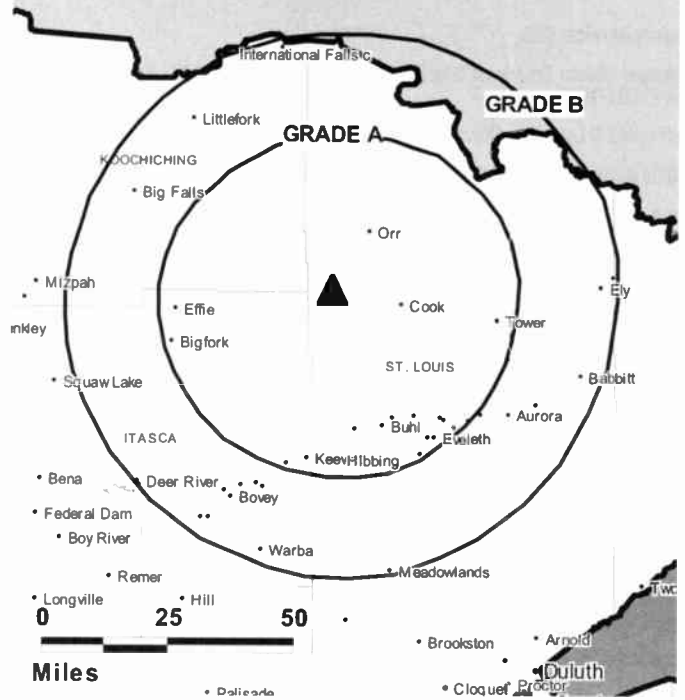 International Falls
GRADE B
Littlefork
GRADE A
KOOCHICHING
Big Falls
Orr
Mizpah
Ely
Effie
Cook
Tower
nkley
Bigfork
ST. LOUIS
Squaw Lake
Babbitt
Aurora
Buhl
ITASCA
Eveleth
Hibbing
Bena
Deer River
Bovey
Federal Dam
Boy River
Warba
Remer
Meadowlands
Longville
Hill
Two
0 25 50
Brookston
Arnold
Miles
Duluth
Cloquet
Proctor
Palisade